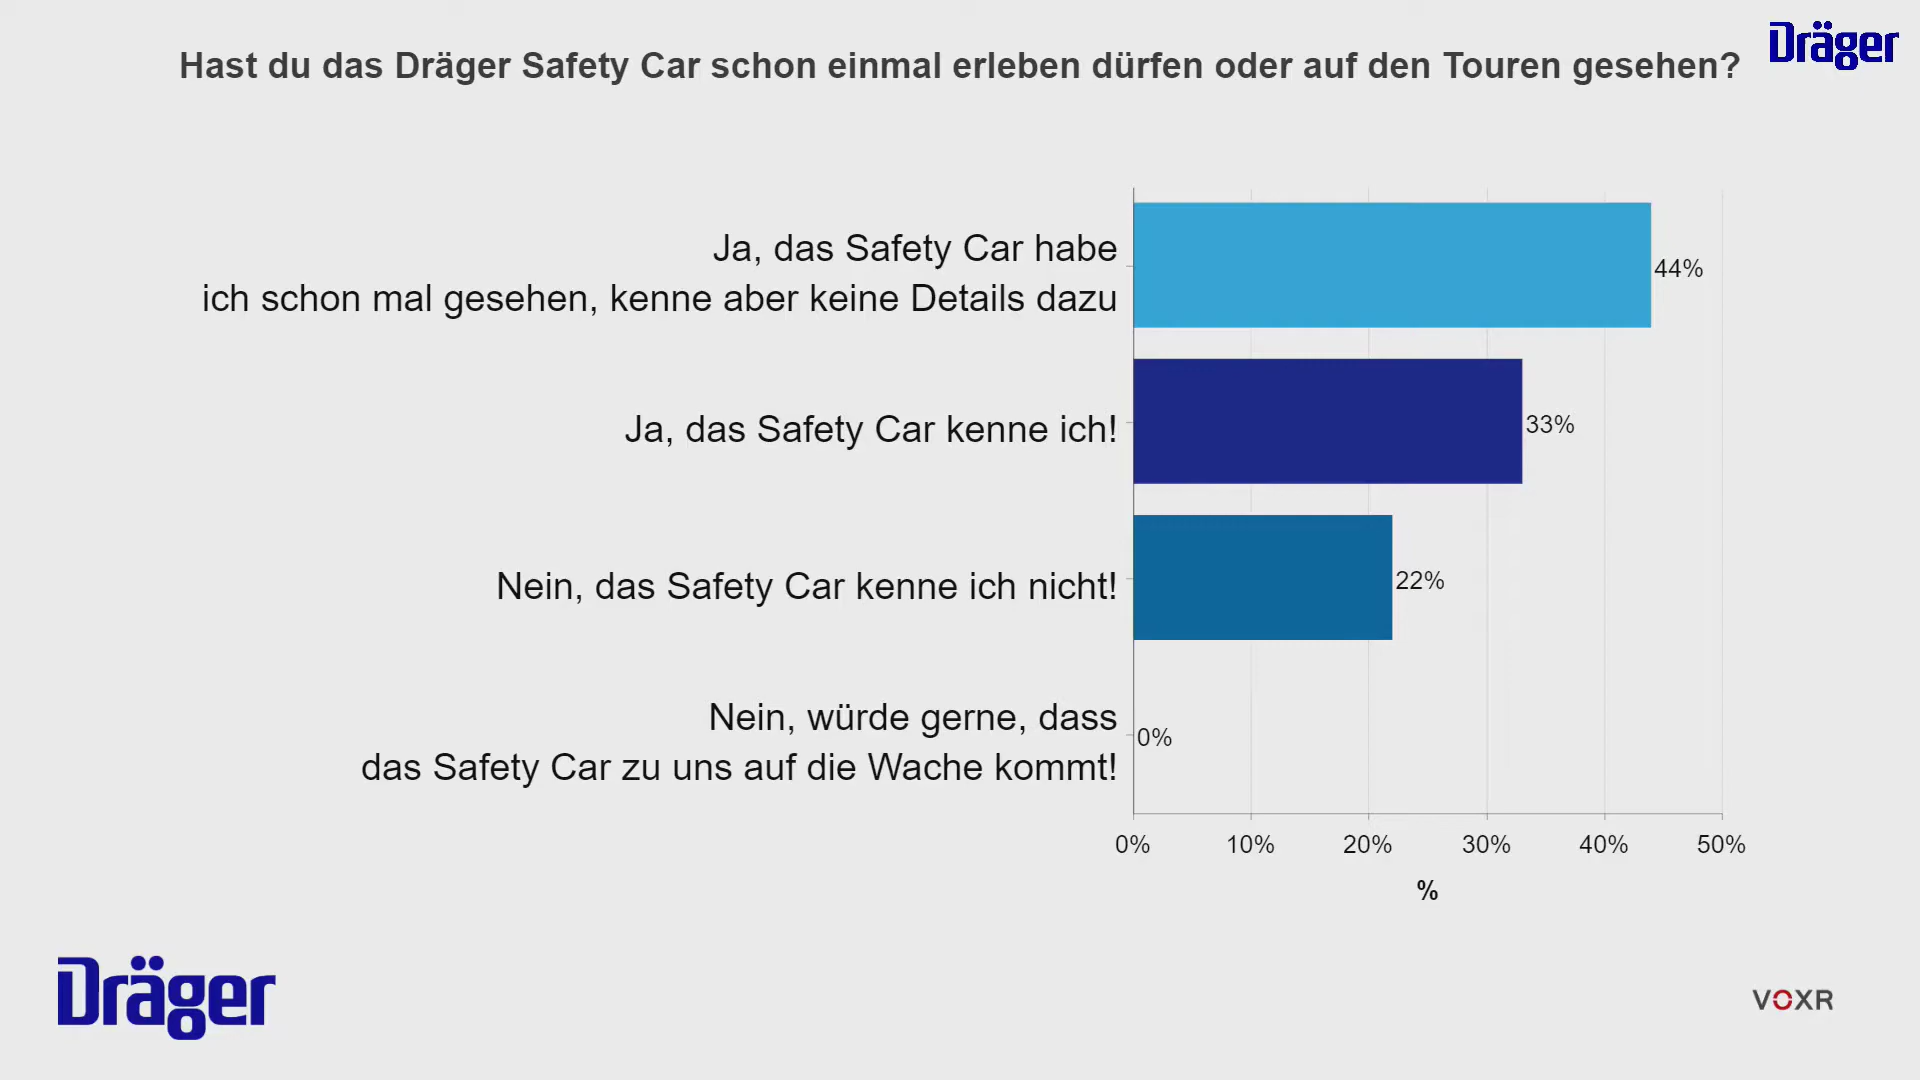 Hast du das Dräger Safety Car schon einmal erleben dürfen oder auf den Touren gesehen?
Dräger
Ja, das Safety Car habe
ich schon mal gesehen, kenne aber keine Details dazu
44%
Ja, das Safety Car kenne ich!
33%
Nein, das Safety Car kenne ich nicht!
22%
Nein, würde gerne, dass
das Safety Car zu uns auf die Wache kommt!
0%
0% 10% 20% 30% 40% 50%
%
Dräger
VOXR